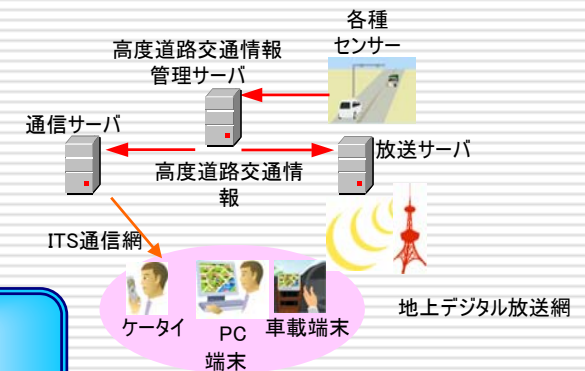 各種
センサー
高度道路交通情報
管理サーバ
通信サーバ
放送サーバ
高度道路交通情
報
ITS通信網
地上デジタル放送網
ケータイ
PC
端末
車載端末